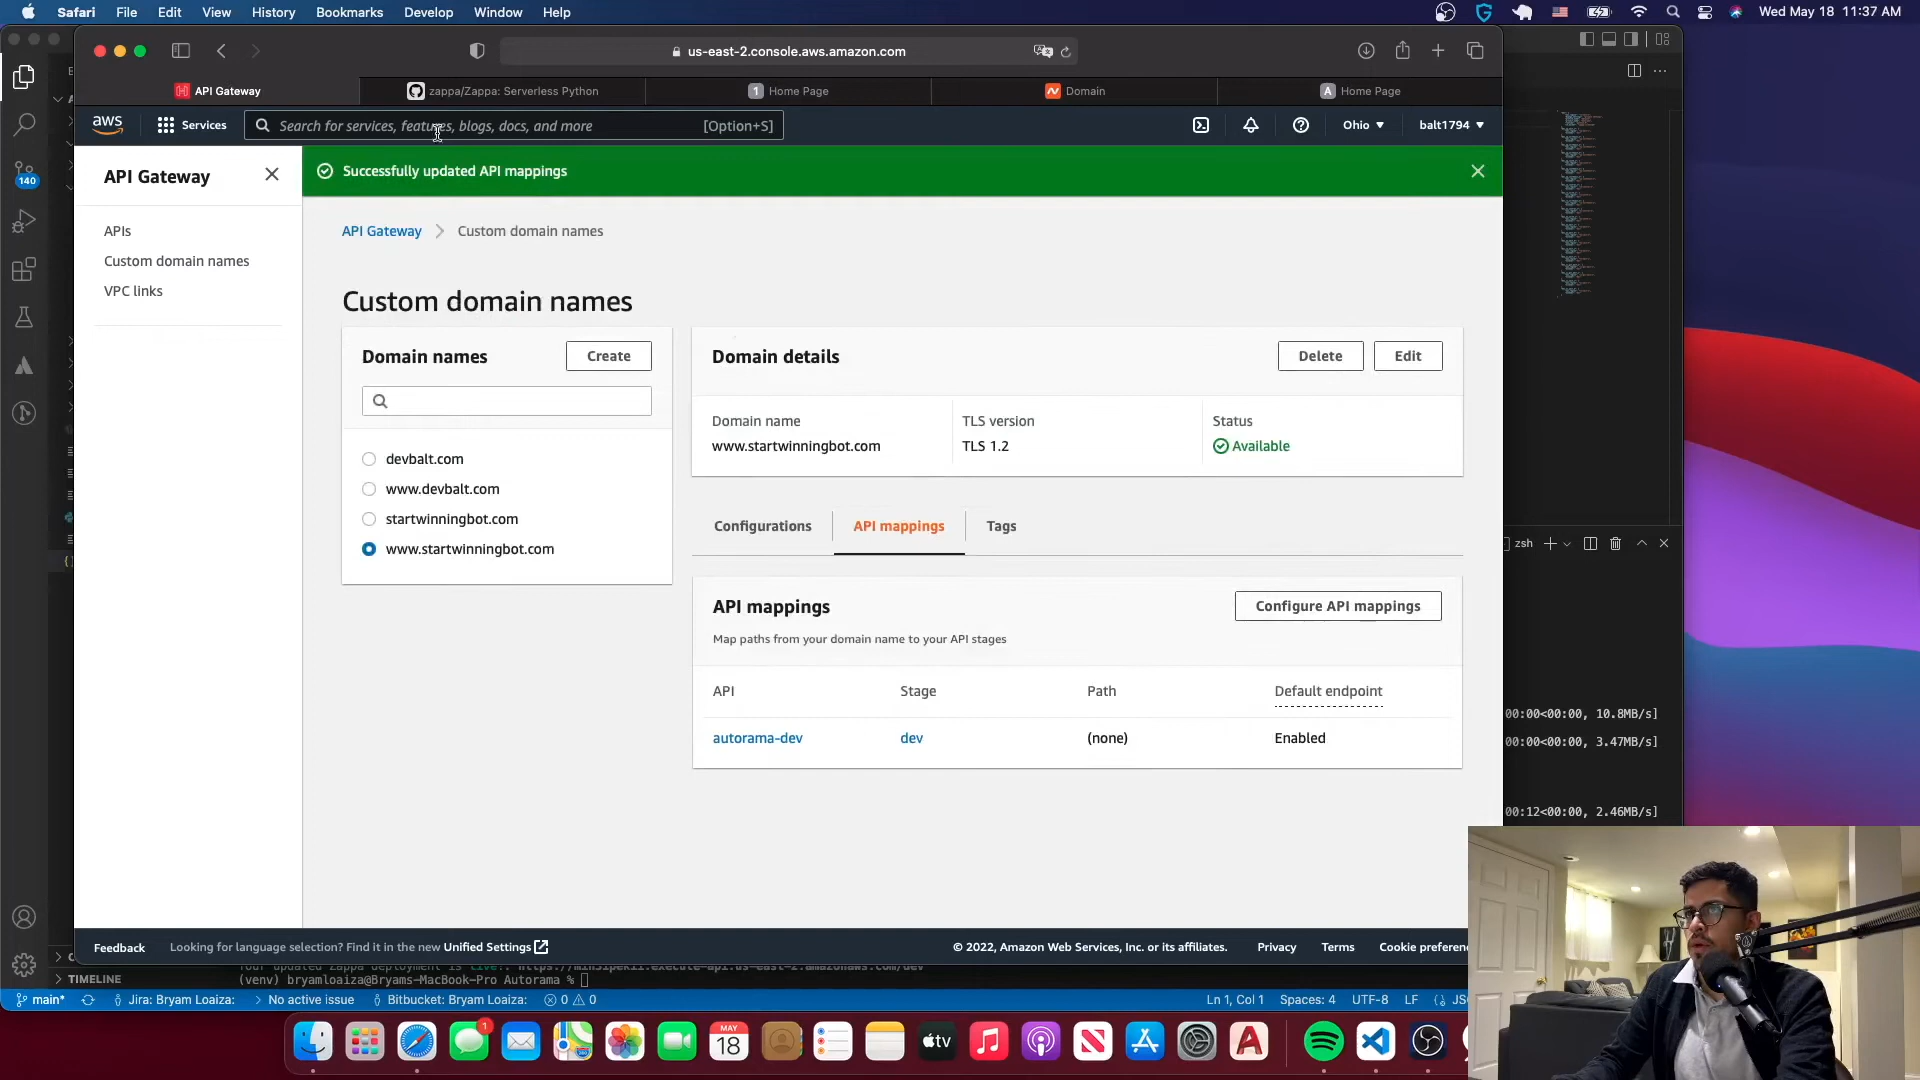 Safari File Edit View History Bookmarks Develop Window Help
Wed May 18 11:37 AM
us-east-2.console.aws.amazon.com
API Gateway
zappa/Zappa: Serverless Python
1 Home Page
Domain
A Home Page
aws Services Search for services, features, blogs, docs, and more [Option+S] Ohio balt1794
API Gateway
APIs
Custom domain names
VPC links
Successfully updated API mappings
API Gateway > Custom domain names
Custom domain names
Domain names Create
devbalt.com
www.devbalt.com
startwinningbot.com
www.startwinningbot.com
Domain details Delete Edit
Domain name TLS version Status
www.startwinningbot.com TLS 1.2 Available
Configurations API mappings Tags
API mappings Configure API mappings
Map paths from your domain name to your API stages
API Stage Path Default endpoint
autorama-dev dev (none) Enabled
140
zsh
00:00<00:00, 10.8MB/s]
00:00<00:00, 3.47MB/s]
00:12<00:00, 2.46MB/s]
Feedback Looking for language selection? Find it in the new Unified Settings
© 2022, Amazon Web Services, Inc. or its affiliates. Privacy Terms Cookie preferen
TIMELINE
(venv) bryamloaiza@Bryams-MacBook-Pro Autorama %
main* Jira: Bryam Loaiza: No active issue Bitbucket: Bryam Loaiza: 0 0
Ln 1, Col 1 Spaces: 4 UTF-8 LF
1
MAY
18
tv